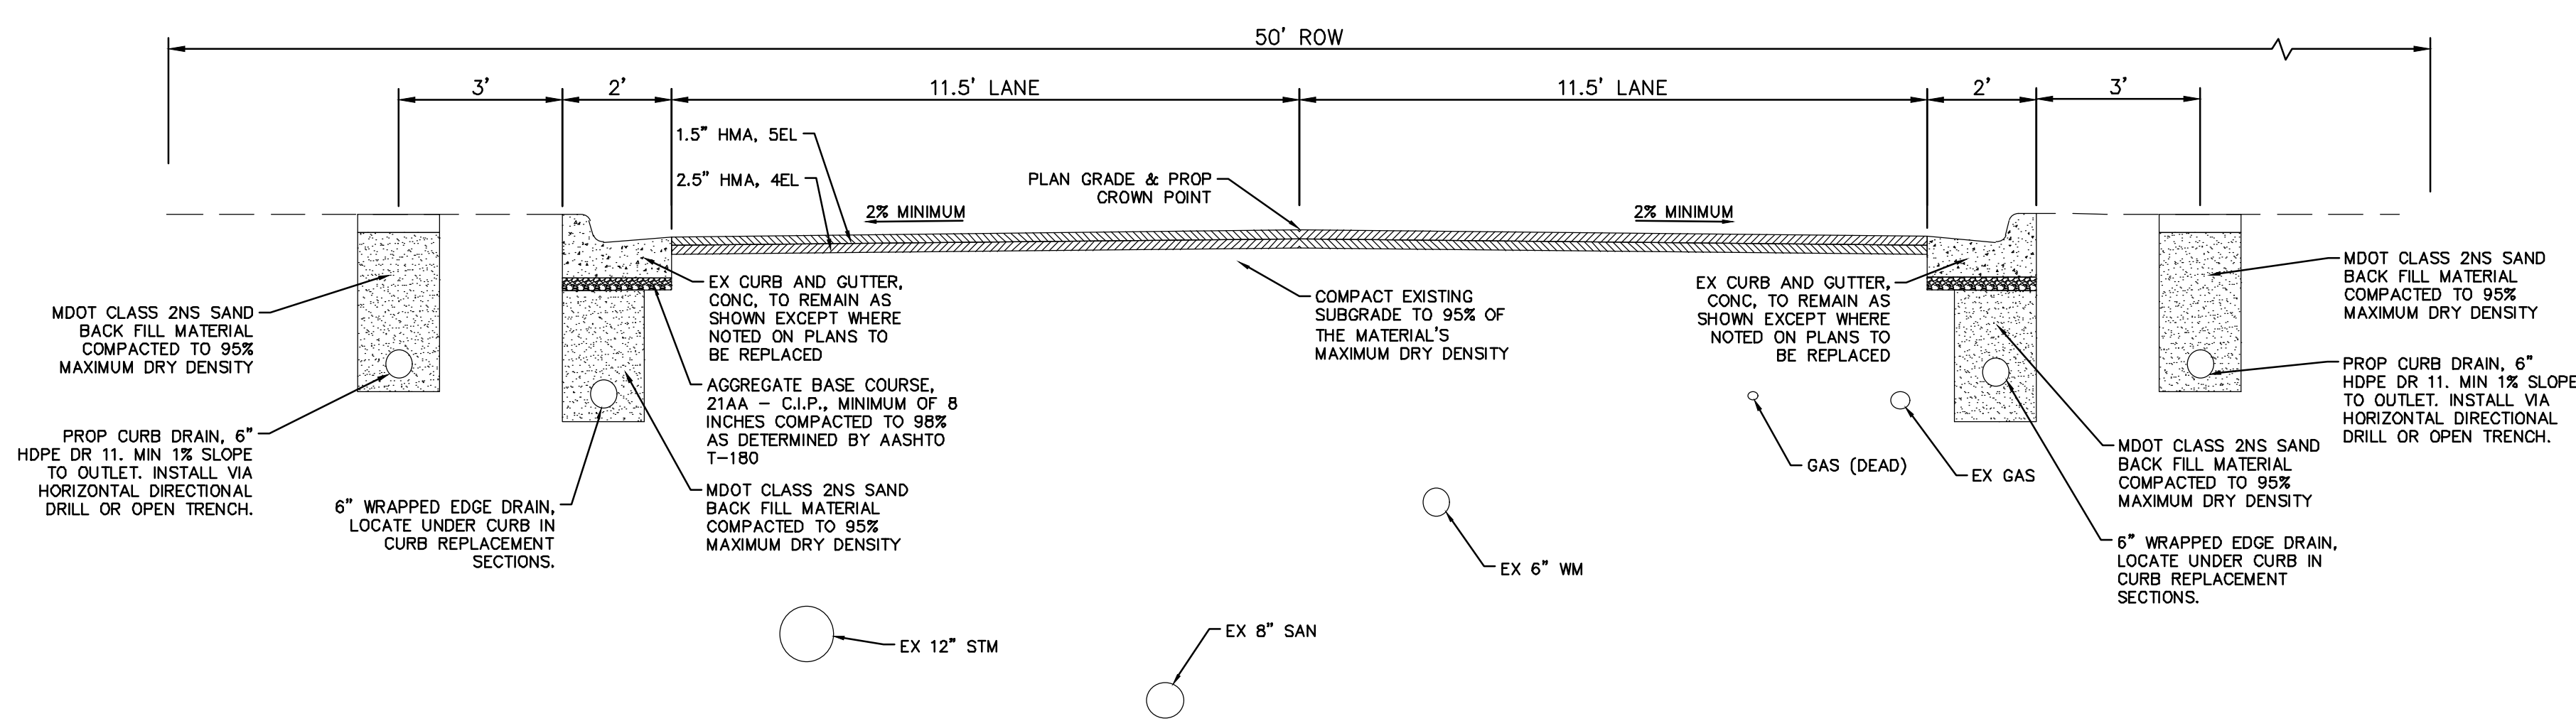 50' ROW
3'
2'
11.5' LANE
11.5' LANE
2'
3'
1.5" HMA, 5EL
2.5" HMA, 4EL
PLAN GRADE & PROP
CROWN POINT
2% MINIMUM
2% MINIMUM
MDOT CLASS 2NS SAND
BACK FILL MATERIAL
COMPACTED TO 95%
MAXIMUM DRY DENSITY
PROP CURB DRAIN, 6"
HDPE DR 11. MIN 1% SLOPE
TO OUTLET. INSTALL VIA
HORIZONTAL DIRECTIONAL
DRILL OR OPEN TRENCH.
6" WRAPPED EDGE DRAIN,
LOCATE UNDER CURB IN
CURB REPLACEMENT
SECTIONS.
EX CURB AND GUTTER,
CONC, TO REMAIN AS
SHOWN EXCEPT WHERE
NOTED ON PLANS TO
BE REPLACED
AGGREGATE BASE COURSE,
21AA – C.I.P., MINIMUM OF 8
INCHES COMPACTED TO 98%
AS DETERMINED BY AASHTO
T-180
MDOT CLASS 2NS SAND
BACK FILL MATERIAL
COMPACTED TO 95%
MAXIMUM DRY DENSITY
COMPACT EXISTING
SUBGRADE TO 95% OF
THE MATERIAL'S
MAXIMUM DRY DENSITY
EX CURB AND GUTTER,
CONC, TO REMAIN AS
SHOWN EXCEPT WHERE
NOTED ON PLANS TO
BE REPLACED
GAS (DEAD)
EX GAS
EX 6" WM
EX 12" STM
EX 8" SAN
MDOT CLASS 2NS SAND
BACK FILL MATERIAL
COMPACTED TO 95%
MAXIMUM DRY DENSITY
PROP CURB DRAIN, 6"
HDPE DR 11. MIN 1% SLOPE
TO OUTLET. INSTALL VIA
HORIZONTAL DIRECTIONAL
DRILL OR OPEN TRENCH.
MDOT CLASS 2NS SAND
BACK FILL MATERIAL
COMPACTED TO 95%
MAXIMUM DRY DENSITY
6" WRAPPED EDGE DRAIN,
LOCATE UNDER CURB IN
CURB REPLACEMENT
SECTIONS.